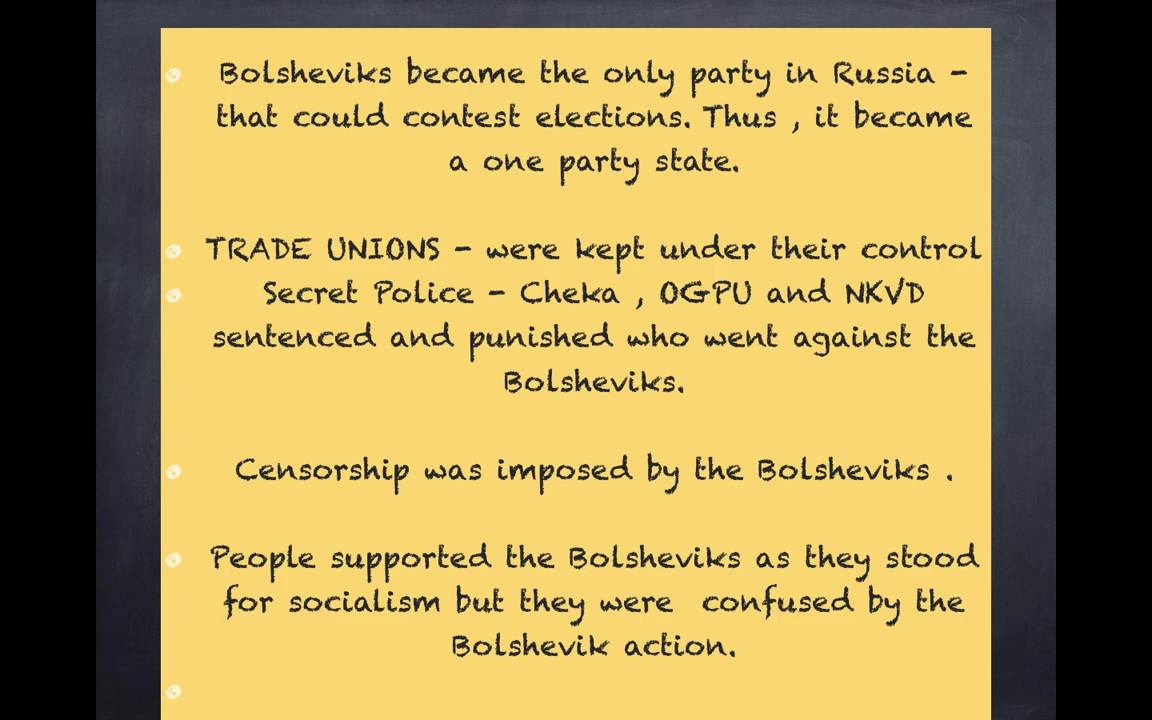 Bolsheviks became the only party in Russia -
that could contest elections. Thus , it became
a one party state.
TRADE UNIONS - were kept under their control
Secret Police - Cheka , OGPU and NKVD
sentenced and punished who went against the
Bolsheviks.
Censorship was imposed by the Bolsheviks .
People supported the Bolsheviks as they stood
for socialism but they were  confused by the
Bolshevik action.